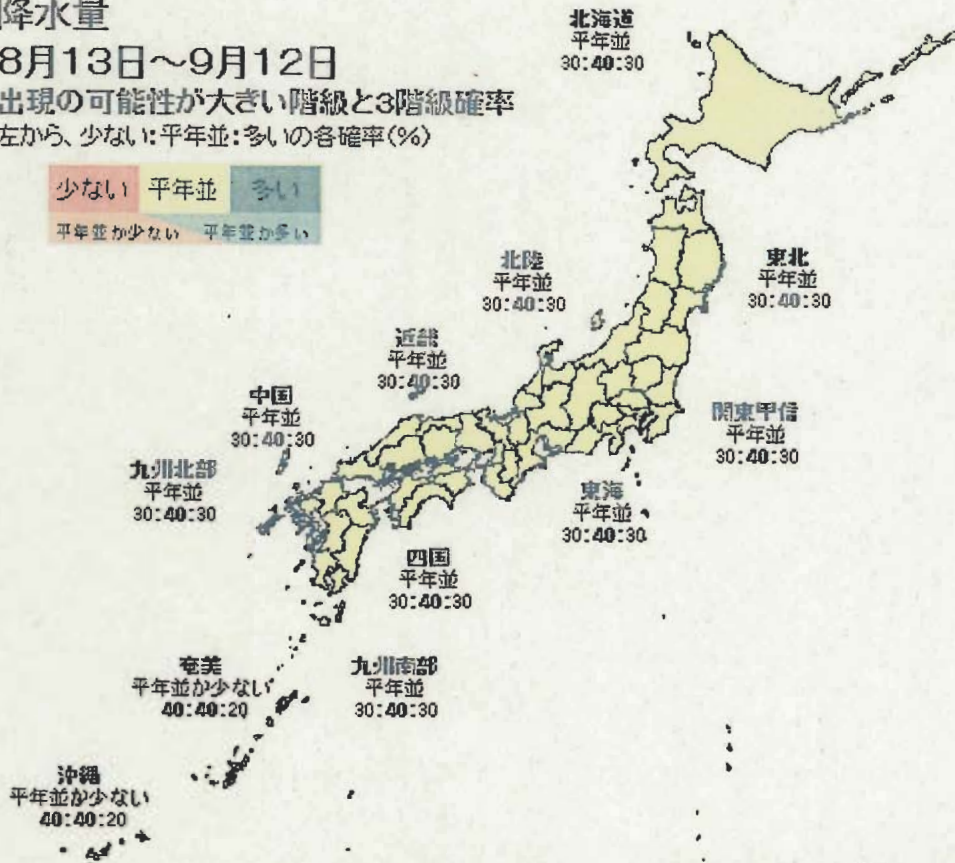 降水量
8月13日～9月12日
出現の可能性が大きい階級と3階級確率
左から、少ない:平年並:多いの各確率(%)
少ない 平年並 多い
平年並か少ない 平年並か多い
北海道
平年並
30:40:30
東北
平年並
30:40:30
北陸
平年並
30:40:30
近畿
平年並
30:40:30
中国
平年並
30:40:30
関東甲信
平年並
30:40:30
九州北部
平年並
30:40:30
東海
平年並
30:40:30
四国
平年並
30:40:30
奄美
平年並か少ない
40:40:20
九州南部
平年並
30:40:30
沖縄
平年並か少ない
40:40:20